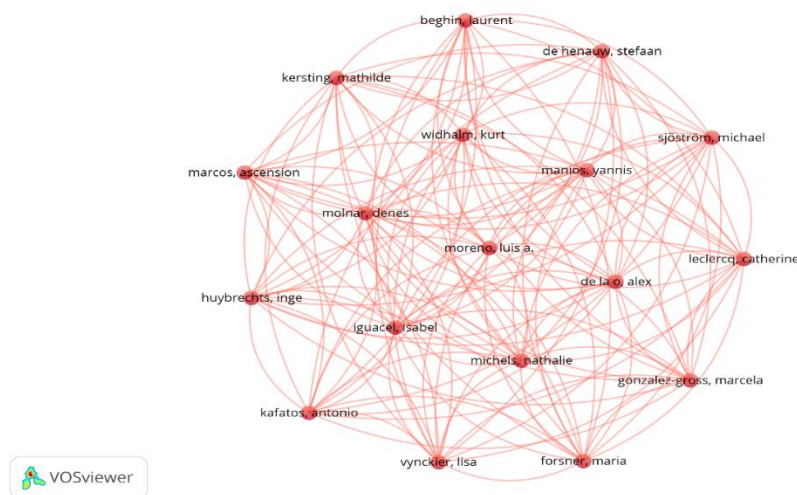 beghin, laurent
de henauw, stefaan
kersting, mathilde
widhalm, kurt
sjöström, michael
marcos, ascension
manios, yannis
molnar, denes
moreno, luis a.
leclercq, catherine
de la o, alex
huybrechts, inge
iguacel, isabel
michels, nathalie
gonzalez-gross, marcela
kafatos, antonio
vynckier, lisa
forsner, maria
VOSviewer